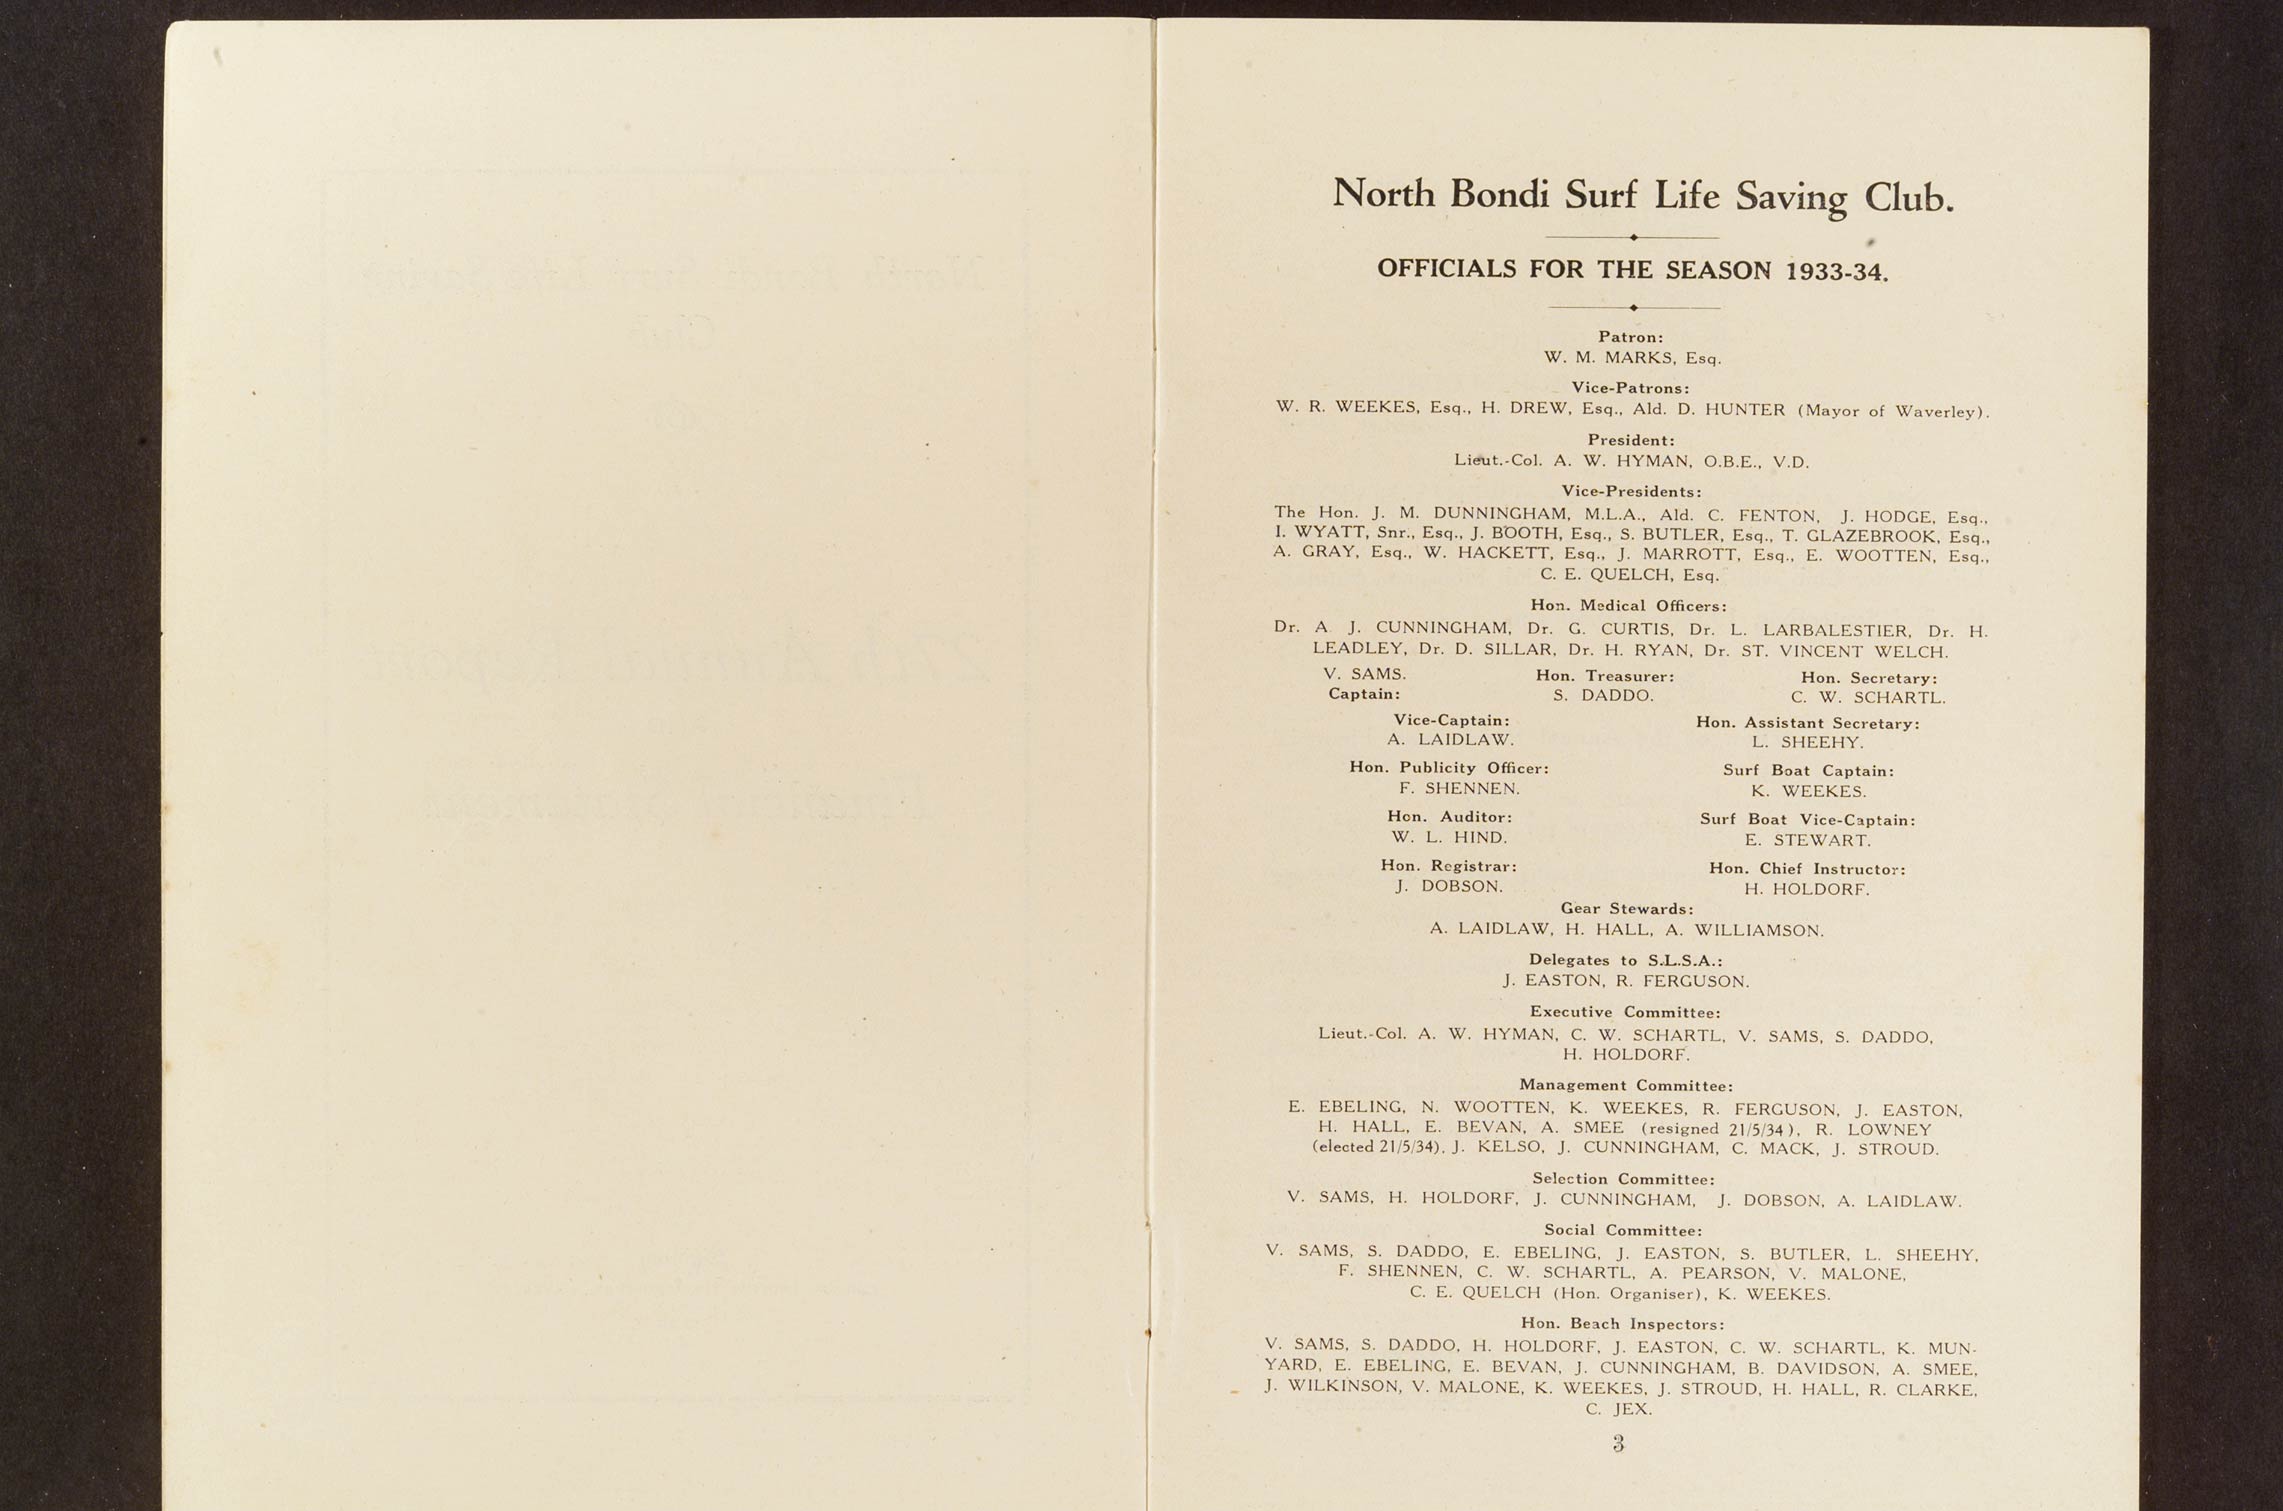 North Bondi Surf Life Saving Club.
OFFICIALS FOR THE SEASON 1933-34.
Patron:
W. M. MARKS, Esq.
Vice-Patrons:
W. R. WEEKES, Esq., H. DREW, Esq., Ald. D. HUNTER (Mayor of Waverley).
President:
Lieut.-Col. A. W. HYMAN, O.B.E., V.D.
Vice-Presidents:
The Hon. J. M. DUNNINGHAM, M.L.A., Ald. C. FENTON, J. HODGE, Esq.,
I. WYATT, Snr., Esq., J. BOOTH, Esq., S. BUTLER, Esq., T. GLAZEBROOK, Esq.,
A. GRAY, Esq., W. HACKETT, Esq., J. MARROTT, Esq., E. WOOTTEN, Esq.,
C. E. QUELCH, Esq.
Hon. Medical Officers:
Dr. A. J. CUNNINGHAM, Dr. G. CURTIS, Dr. L. LARBALESTIER, Dr. H.
LEADLEY, Dr. D. SILLAR, Dr. H. RYAN, Dr. ST. VINCENT WELCH.
V. SAMS. Hon. Treasurer: Hon. Secretary:
Captain: S. DADDO. C. W. SCHARTL.
Vice-Captain: Hon. Assistant Secretary:
A. LAIDLAW. L. SHEEHY.
Hon. Publicity Officer: Surf Boat Captain:
F. SHENNEN. K. WEEKES.
Hon. Auditor: Surf Boat Vice-Captain:
W. L. HIND. E. STEWART.
Hon. Registrar: Hon. Chief Instructor:
J. DOBSON. H. HOLDORF.
Gear Stewards:
A. LAIDLAW, H. HALL, A. WILLIAMSON.
Delegates to S.L.S.A.:
J. EASTON, R. FERGUSON.
Executive Committee:
Lieut.-Col. A. W. HYMAN, C. W. SCHARTL, V. SAMS, S. DADDO,
H. HOLDORF.
Management Committee:
E. EBELING, N. WOOTTEN, K. WEEKES, R. FERGUSON, J. EASTON,
H. HALL, E. BEVAN, A. SMEE (resigned 21/5/34), R. LOWNEY
(elected 21/5/34), J. KELSO, J. CUNNINGHAM, C. MACK, J. STROUD.
Selection Committee:
V. SAMS, H. HOLDORF, J. CUNNINGHAM, J. DOBSON, A. LAIDLAW.
Social Committee:
V. SAMS, S. DADDO, E. EBELING, J. EASTON, S. BUTLER, L. SHEEHY,
F. SHENNEN, C. W. SCHARTL, A. PEARSON, V. MALONE,
C. E. QUELCH (Hon. Organiser), K. WEEKES.
Hon. Beach Inspectors:
V. SAMS, S. DADDO, H. HOLDORF, J. EASTON, C. W. SCHARTL, K. MUN-
YARD, E. EBELING, E. BEVAN, J. CUNNINGHAM, B. DAVIDSON, A. SMEE,
J. WILKINSON, V. MALONE, K. WEEKES, J. STROUD, H. HALL, R. CLARKE,
C. JEX.
3